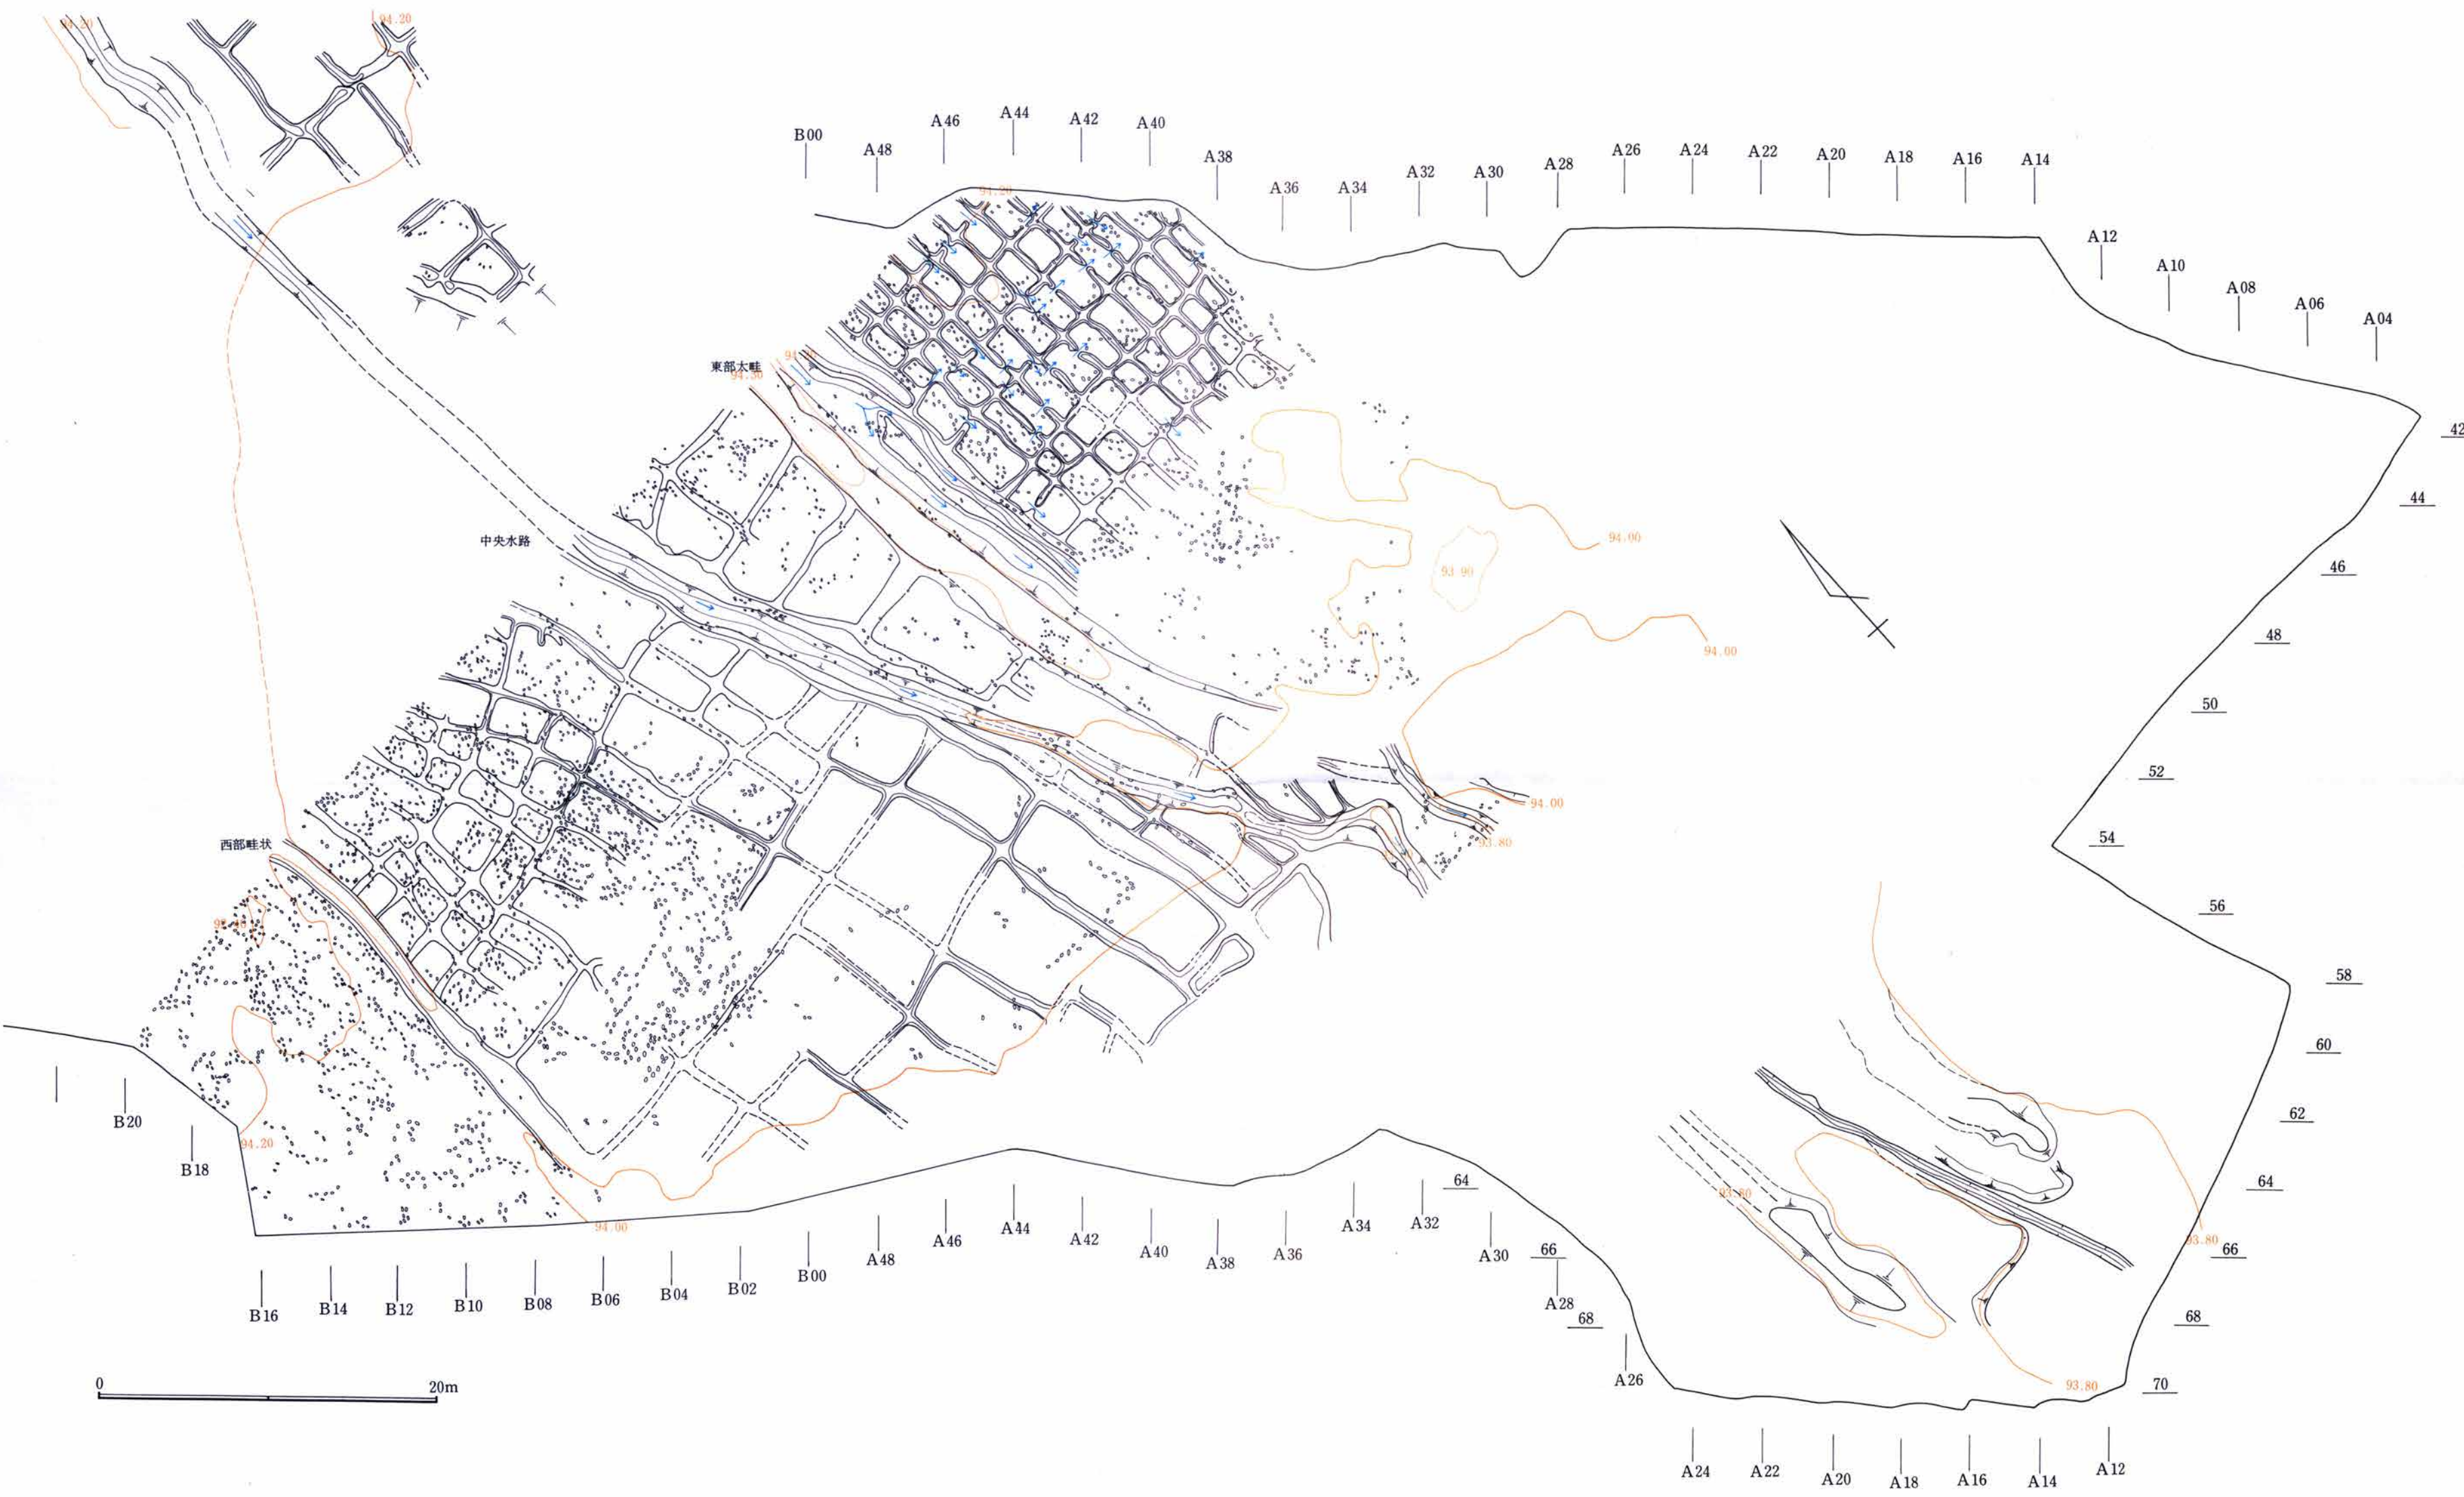 94.20
94.20
A46
A44
A42
A40
B00
A48
A38
A36
A34
A32
A30
A28
A26
A24
A22
A20
A18
A16
A14
A12
A10
A08
A06
A04
94.20
東部太畦
94.30
42
44
中央水路
94.00
93.90
46
48
94.00
50
52
94.00
93.80
西部畦状
54
56
58
60
62
B20
B18
94.20
94.00
64
64
93.80
93.80
66
66
A46
A44
A42
A40
A38
A36
A34
A32
A30
A48
B00
B02
B04
B06
B08
B10
B12
B14
B16
A28
68
68
A26
93.80
70
0
20m
A24
A22
A20
A18
A16
A14
A12